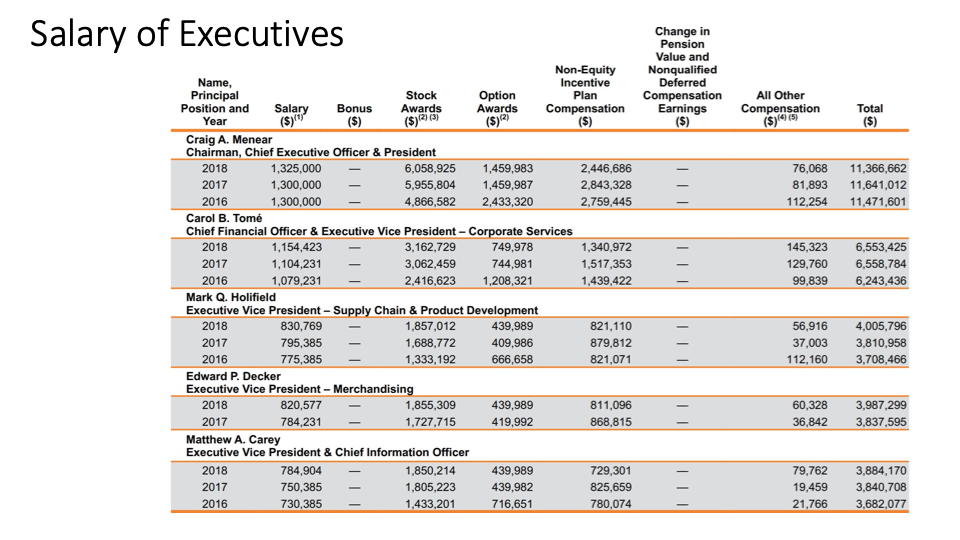 Salary of Executives
Name, Principal Position and Year Salary ($)(1) Bonus ($) Stock Awards ($)(2) (3) Option Awards ($)(2) Non-Equity Incentive Plan Compensation ($) Change in Pension Value and Nonqualified Deferred Compensation Earnings ($) All Other Compensation ($)(4) (5) Total ($)
Craig A. Menear
Chairman, Chief Executive Officer & President
2018 1,325,000 — 6,058,925 1,459,983 2,446,686 — 76,068 11,366,662
2017 1,300,000 — 5,955,804 1,459,987 2,843,328 — 81,893 11,641,012
2016 1,300,000 — 4,866,582 2,433,320 2,759,445 — 112,254 11,471,601
Carol B. Tomé
Chief Financial Officer & Executive Vice President – Corporate Services
2018 1,154,423 — 3,162,729 749,978 1,340,972 — 145,323 6,553,425
2017 1,104,231 — 3,062,459 744,981 1,517,353 — 129,760 6,558,784
2016 1,079,231 — 2,416,623 1,208,321 1,439,422 — 99,839 6,243,436
Mark Q. Holifield
Executive Vice President – Supply Chain & Product Development
2018 830,769 — 1,857,012 439,989 821,110 — 56,916 4,005,796
2017 795,385 — 1,688,772 409,986 879,812 — 37,003 3,810,958
2016 775,385 — 1,333,192 666,658 821,071 — 112,160 3,708,466
Edward P. Decker
Executive Vice President – Merchandising
2018 820,577 — 1,855,309 439,989 811,096 — 60,328 3,987,299
2017 784,231 — 1,727,715 419,992 868,815 — 36,842 3,837,595
Matthew A. Carey
Executive Vice President & Chief Information Officer
2018 784,904 — 1,850,214 439,989 729,301 — 79,762 3,884,170
2017 750,385 — 1,805,223 439,982 825,659 — 19,459 3,840,708
2016 730,385 — 1,433,201 716,651 780,074 — 21,766 3,682,077